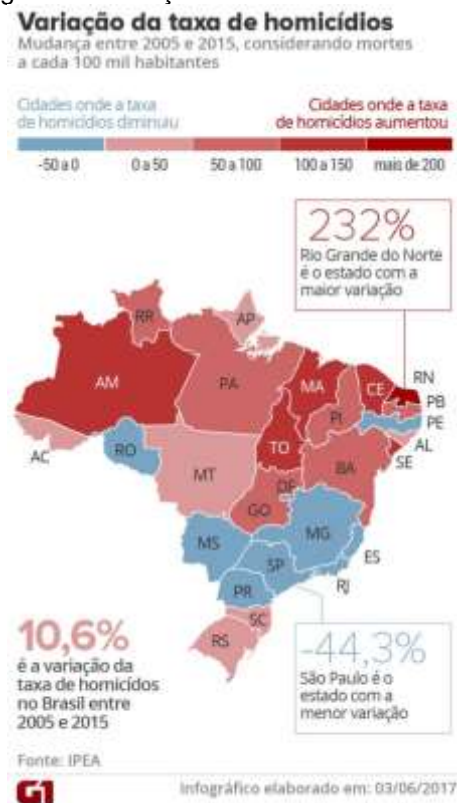 Variação da taxa de homicídios
Mudança entre 2005 e 2015, considerando mortes
a cada 100 mil habitantes
Cidades onde a taxa
de homicídios diminuiu
Cidades onde a taxa
de homicídios aumentou
-50 a 0
0 a 50
50 a 100
100 a 150
mais de 200
232%
Rio Grande do Norte
é o estado com a
maior variação
RR
AP
AM
PA
MA
CE
RN
PB
PE
AL
SE
PI
AC
RO
TO
MT
BA
DF
GO
MG
ES
MS
SP
RJ
PR
SC
RS
10,6%
é a variação da
taxa de homicídos
no Brasil entre
2005 e 2015
-44,3%
São Paulo é o
estado com a
menor variação
Fonte: IPEA
G1
Infográfico elaborado em: 03/06/2017